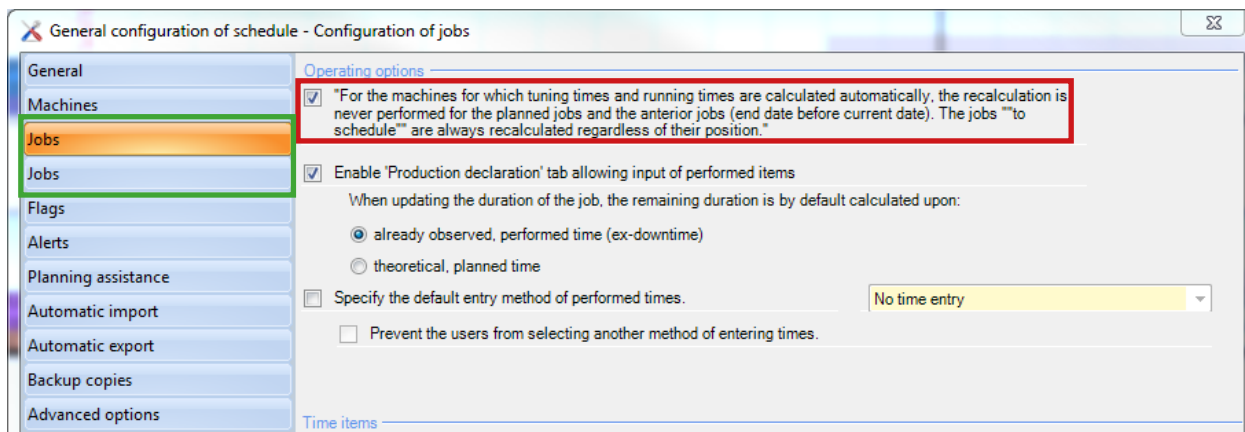 General configuration of schedule - Configuration of jobs
General
Machines
Jobs
Jobs
Flags
Alerts
Planning assistance
Automatic import
Automatic export
Backup copies
Advanced options
Operating options
"For the machines for which tuning times and running times are calculated automatically, the recalculation is
never performed for the planned jobs and the anterior jobs (end date before current date). The jobs ""to
schedule"" are always recalculated regardless of their position."
Enable 'Production declaration' tab allowing input of performed items
When updating the duration of the job, the remaining duration is by default calculated upon:
already observed, performed time (ex-downtime)
theoretical, planned time
Specify the default entry method of performed times.
No time entry
Prevent the users from selecting another method of entering times.
Time items